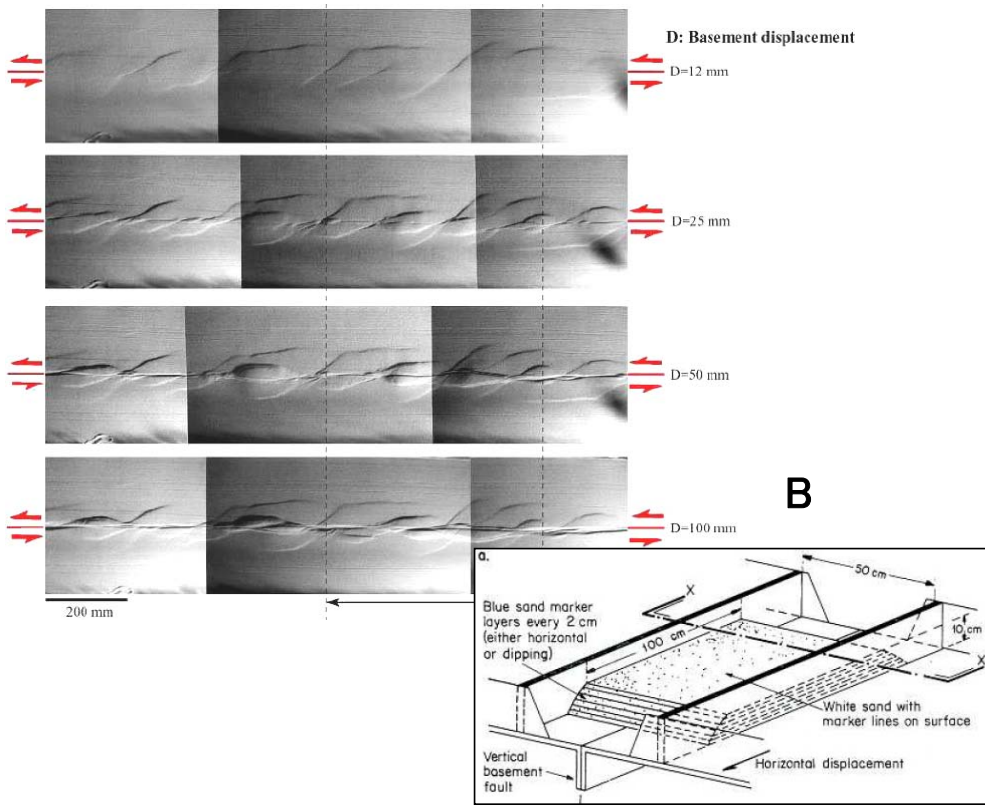 D: Basement displacement
D=12 mm
D=25 mm
D=50 mm
D=100 mm
200 mm
B
a.
Blue sand marker
layers every 2 cm
(either horizontal
or dipping)
100 cm
50 cm
X
10 cm
X
White sand with
marker lines on surface
Vertical
basement
fault
Horizontal displacement